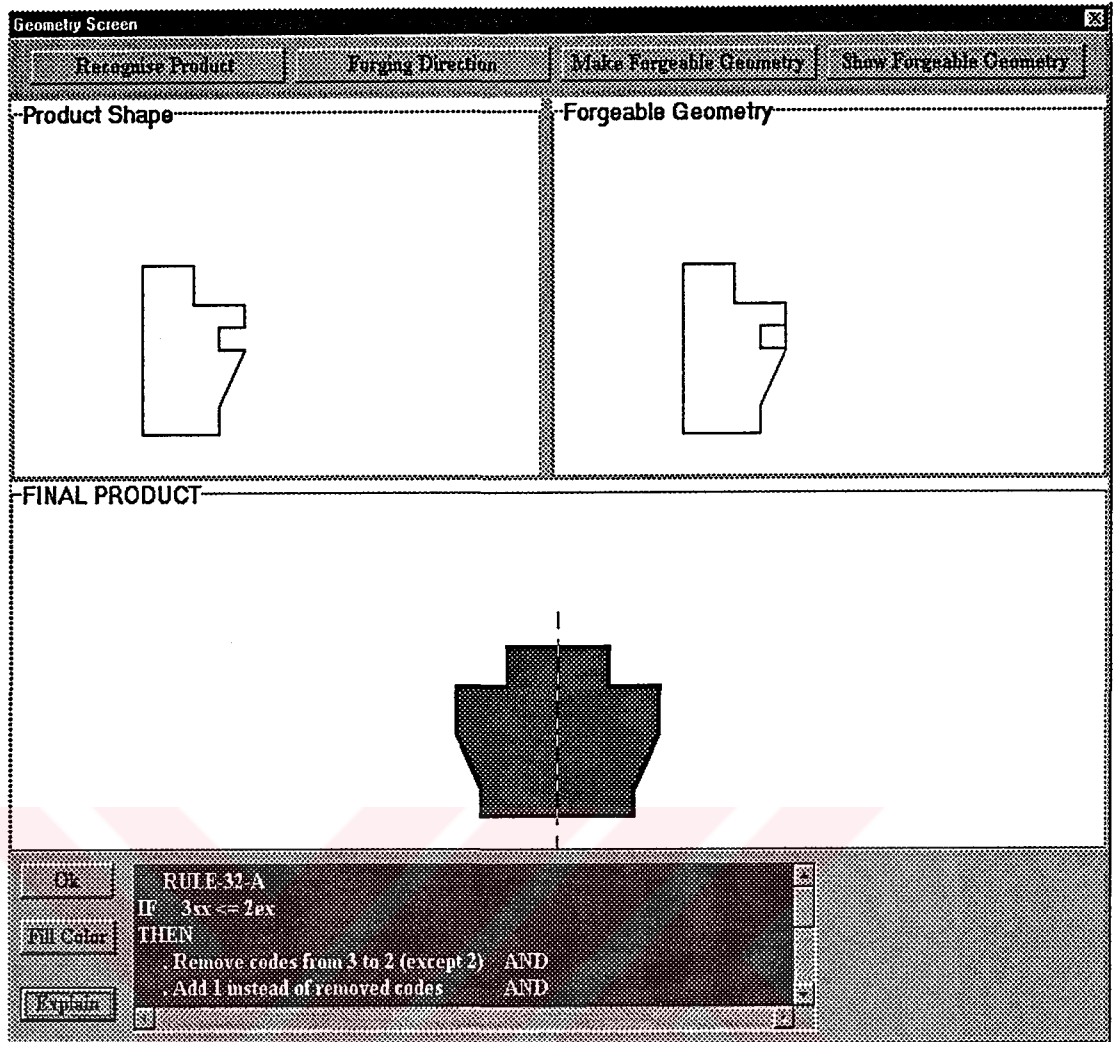 Geometry Screen
Recognise Product Forging Direction Make Forgeable Geometry Show Forgeable Geometry
Product Shape Forgeable Geometry
FINAL PRODUCT
Ok
Fill Color
Explain
RULE-32-A
IF 3sx <= 2ex
THEN
. Remove codes from 3 to 2 (except 2) AND
. Add 1 instead of removed codes AND